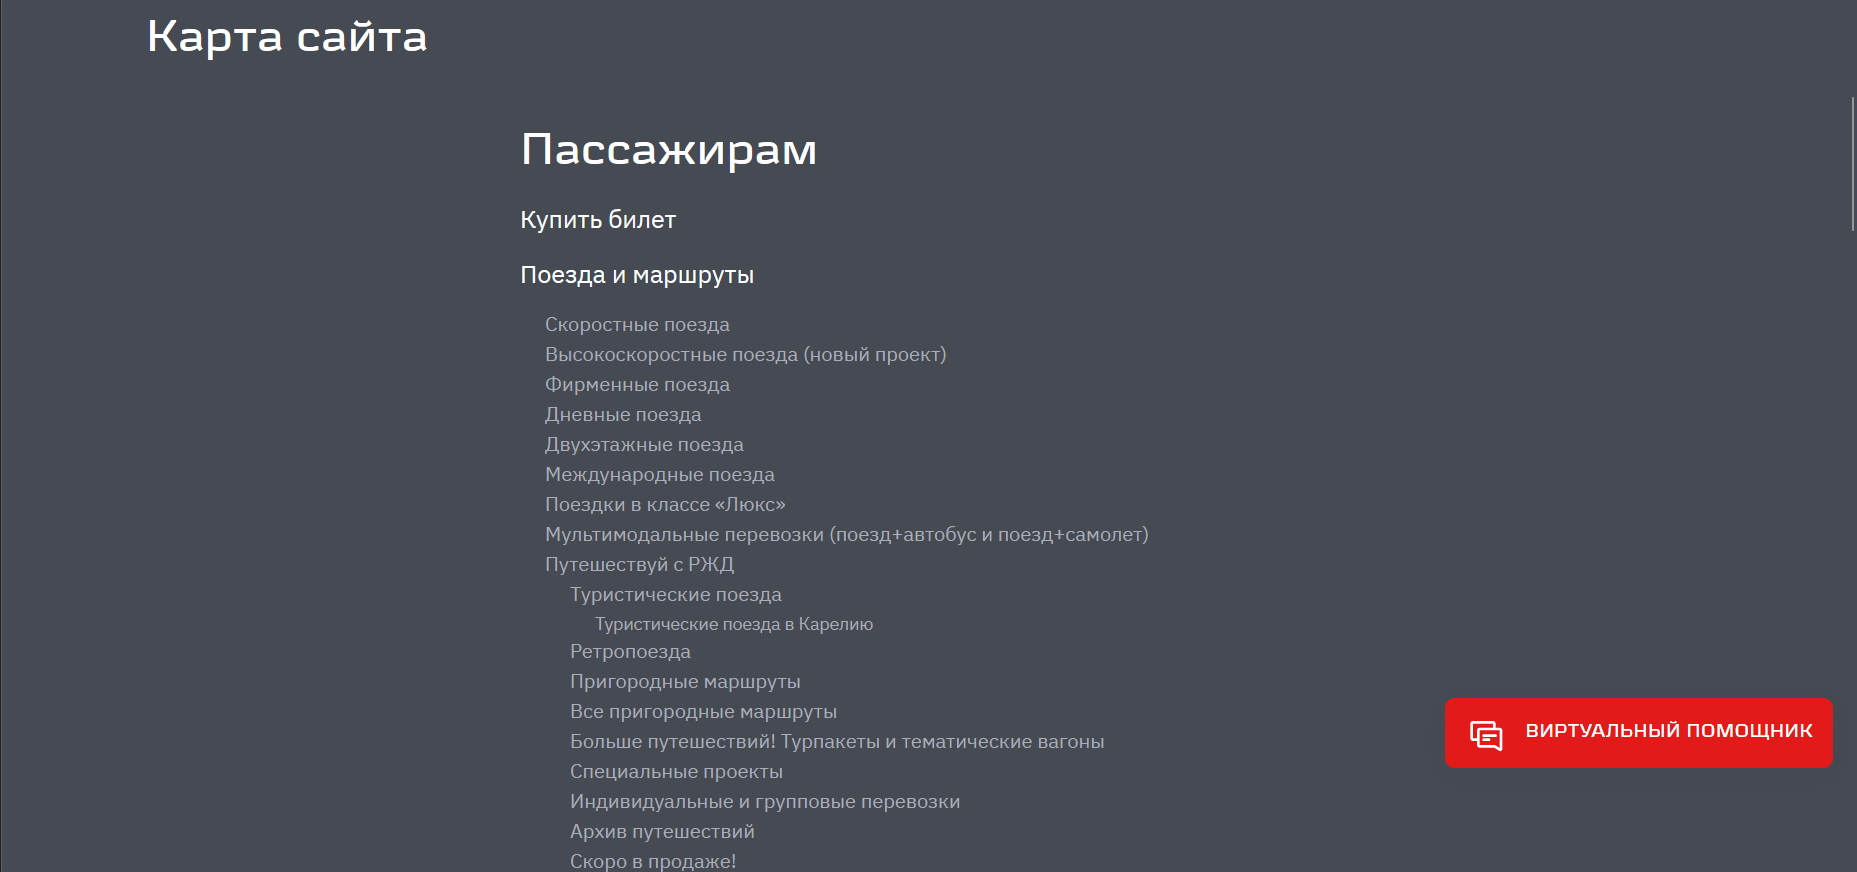 Карта сайта
Пассажирам
Купить билет
Поезда и маршруты
Скоростные поезда
Высокоскоростные поезда (новый проект)
Фирменные поезда
Дневные поезда
Двухэтажные поезда
Международные поезда
Поездки в классе «Люкс»
Мультимодальные перевозки (поезд+автобус и поезд+самолет)
Путешествуй с РЖД
Туристические поезда
Туристические поезда в Карелию
Ретропоезда
Пригородные маршруты
Все пригородные маршруты
Больше путешествий! Турпакеты и тематические вагоны
Специальные проекты
Индивидуальные и групповые перевозки
Архив путешествий
Скоро в продаже!
ВИРТУАЛЬНЫЙ ПОМОЩНИК